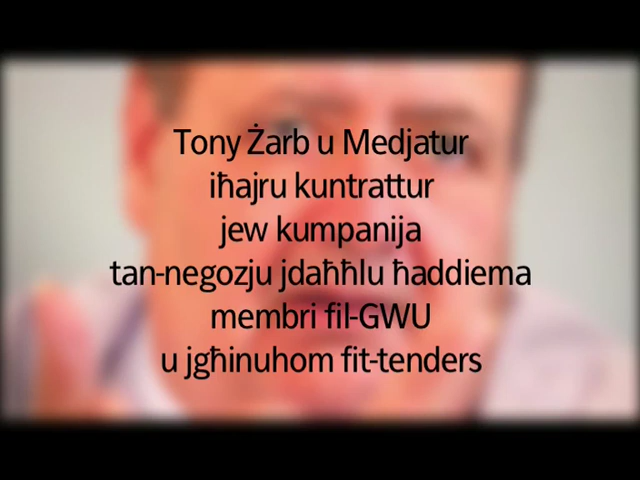 Tony Żarb u Medjatur
iħajru kuntrattur
jew kumpanija
tan-negozju jdaħħlu ħaddiema
membri fil-GWU
u jgħinuhom fit-tenders